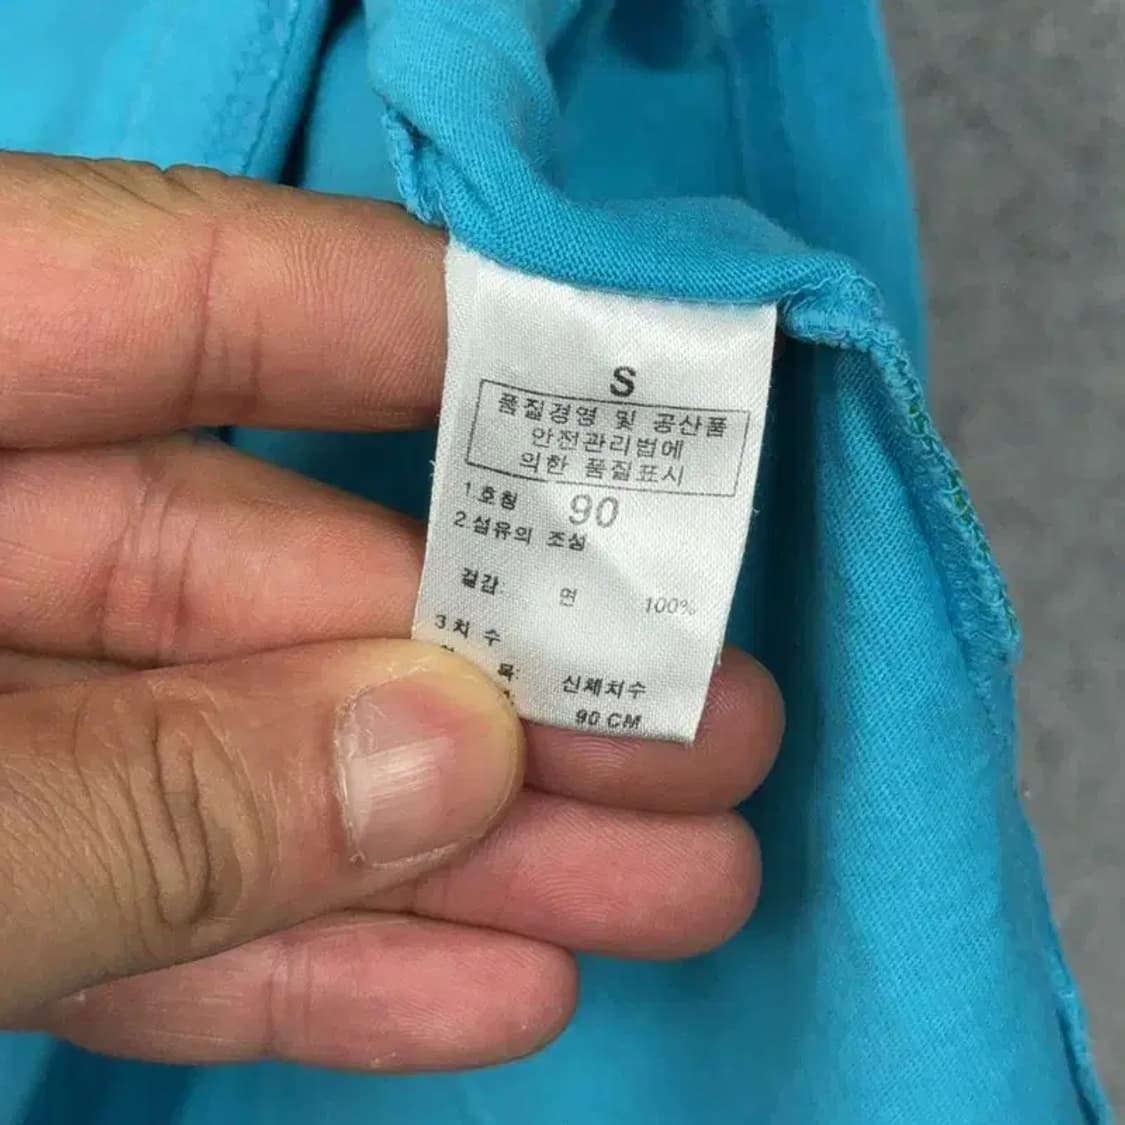 S
품질경영 및 공산품
안전관리법에
의한 품질표시
1.호칭 90
2.섬유의 조성
겉감: 면 100%
3.치 수
목: 신체치수
90 CM